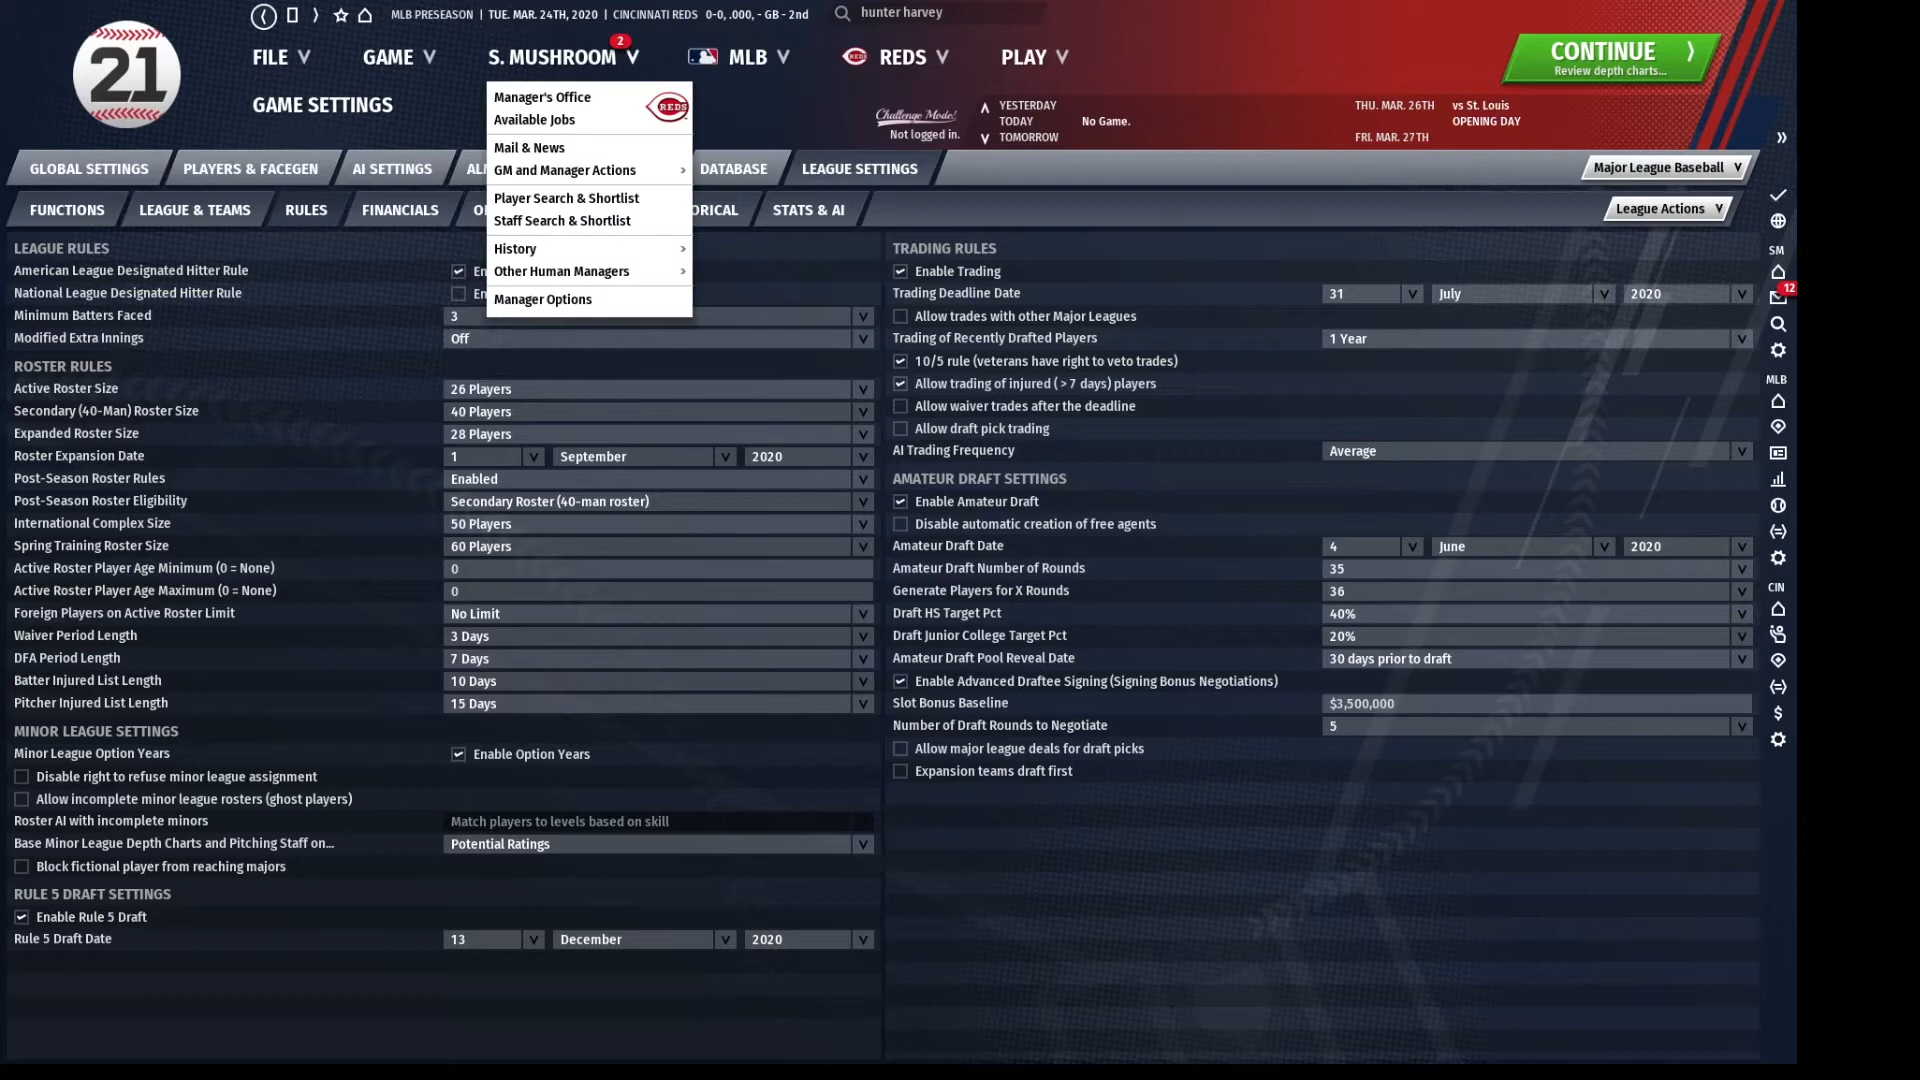 MLB PRESEASON | TUE. MAR. 24TH, 2020 | CINCINNATI REDS 0-0, .000, - GB - 2nd
hunter harvey
21
FILE
GAME
S. MUSHROOM
2
MLB
REDS
PLAY
CONTINUE
Review depth charts...
GAME SETTINGS
Manager's Office
Available Jobs
REDS
Mail & News
GM and Manager Actions
Player Search & Shortlist
Staff Search & Shortlist
History
Other Human Managers
Manager Options
Challenge Mode!
Not logged in.
YESTERDAY
TODAY No Game.
TOMORROW
THU. MAR. 26TH vs St. Louis
OPENING DAY
FRI. MAR. 27TH
GLOBAL SETTINGS
PLAYERS & FACEGEN
AI SETTINGS
DATABASE
LEAGUE SETTINGS
Major League Baseball
FUNCTIONS
LEAGUE & TEAMS
RULES
FINANCIALS
STATS & AI
League Actions
LEAGUE RULES
American League Designated Hitter Rule
National League Designated Hitter Rule
Minimum Batters Faced 3
Modified Extra Innings Off
ROSTER RULES
Active Roster Size 26 Players
Secondary (40-Man) Roster Size 40 Players
Expanded Roster Size 28 Players
Roster Expansion Date 1 September 2020
Post-Season Roster Rules Enabled
Post-Season Roster Eligibility Secondary Roster (40-man roster)
International Complex Size 50 Players
Spring Training Roster Size 60 Players
Active Roster Player Age Minimum (0 = None) 0
Active Roster Player Age Maximum (0 = None) 0
Foreign Players on Active Roster Limit No Limit
Waiver Period Length 3 Days
DFA Period Length 7 Days
Batter Injured List Length 10 Days
Pitcher Injured List Length 15 Days
MINOR LEAGUE SETTINGS
Minor League Option Years Enable Option Years
Disable right to refuse minor league assignment
Allow incomplete minor league rosters (ghost players)
Roster AI with incomplete minors Match players to levels based on skill
Base Minor League Depth Charts and Pitching Staff on... Potential Ratings
Block fictional player from reaching majors
RULE 5 DRAFT SETTINGS
Enable Rule 5 Draft
Rule 5 Draft Date 13 December 2020
TRADING RULES
Enable Trading
Trading Deadline Date 31 July 2020
Allow trades with other Major Leagues
Trading of Recently Drafted Players 1 Year
10/5 rule (veterans have right to veto trades)
Allow trading of injured ( > 7 days) players
Allow waiver trades after the deadline
Allow draft pick trading
AI Trading Frequency Average
AMATEUR DRAFT SETTINGS
Enable Amateur Draft
Disable automatic creation of free agents
Amateur Draft Date 4 June 2020
Amateur Draft Number of Rounds 35
Generate Players for X Rounds 36
Draft HS Target Pct 40%
Draft Junior College Target Pct 20%
Amateur Draft Pool Reveal Date 30 days prior to draft
Enable Advanced Draftee Signing (Signing Bonus Negotiations)
Slot Bonus Baseline $3,500,000
Number of Draft Rounds to Negotiate 5
Allow major league deals for draft picks
Expansion teams draft first
SM
12
MLB
CIN